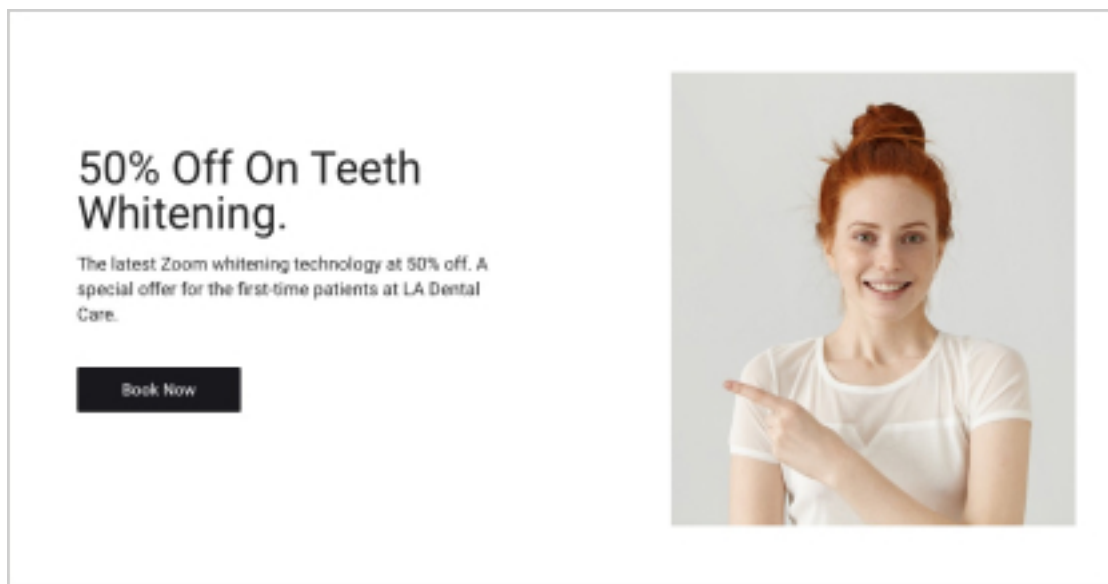 50% Off On Teeth
Whitening.
The latest Zoom whitening technology at 50% off. A
special offer for the first-time patients at LA Dental
Care.
Book Now